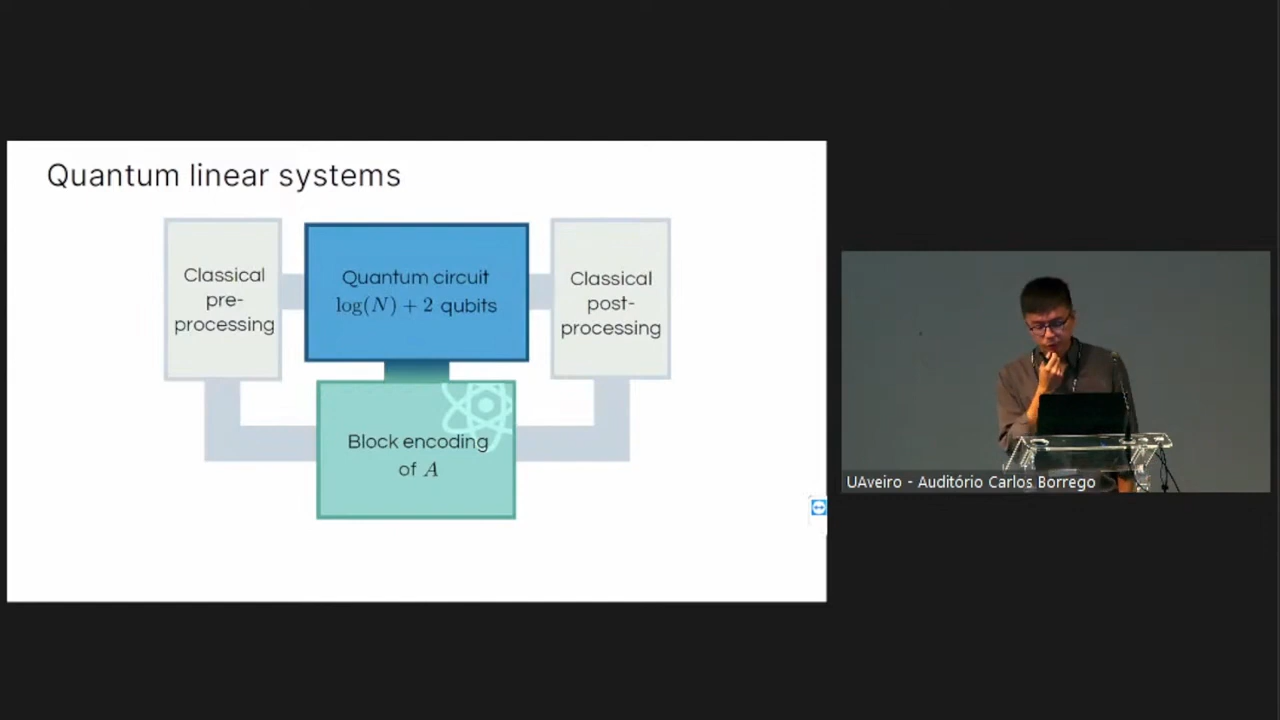 Quantum linear systems
Classical
pre-
processing
Quantum circuit
log(N) + 2 qubits
Classical
post-
processing
Block encoding
of A
UAveiro - Auditório Carlos Borrego